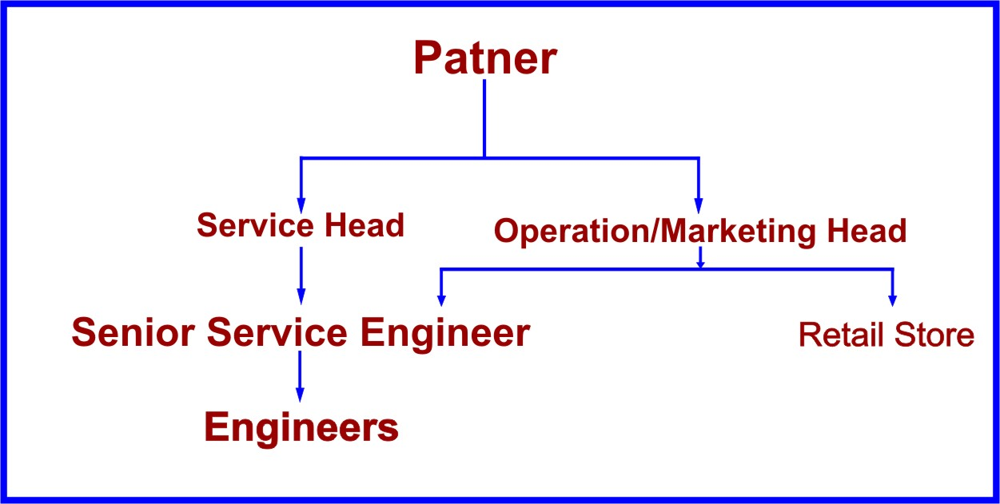 Patner
Service Head
Operation/Marketing Head
Senior Service Engineer
Retail Store
Engineers